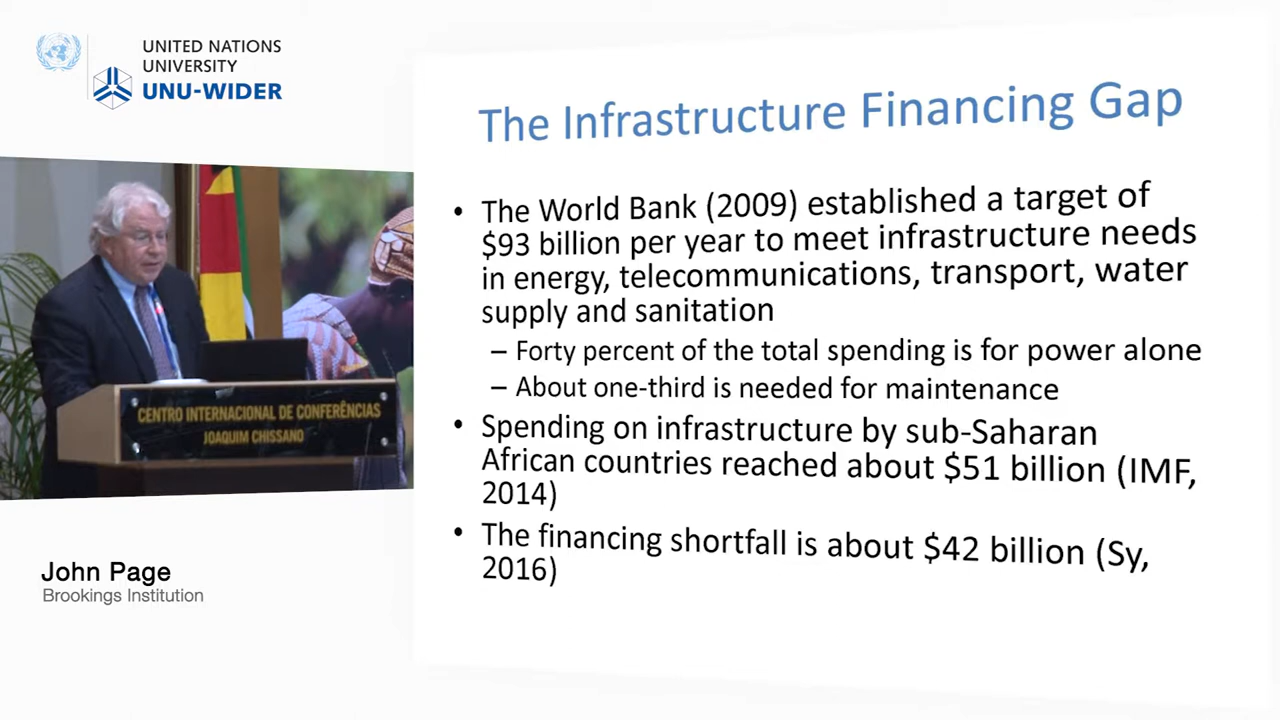 UNITED NATIONS
UNIVERSITY
UNU-WIDER
The Infrastructure Financing Gap
• The World Bank (2009) established a target of
$93 billion per year to meet infrastructure needs
in energy, telecommunications, transport, water
supply and sanitation
– Forty percent of the total spending is for power alone
– About one-third is needed for maintenance
• Spending on infrastructure by sub-Saharan
African countries reached about $51 billion (IMF,
2014)
• The financing shortfall is about $42 billion (Sy,
2016)
CENTRO INTERNACIONAL DE CONFERÊNCIAS
JOAQUIM CHISSANO
John Page
Brookings Institution